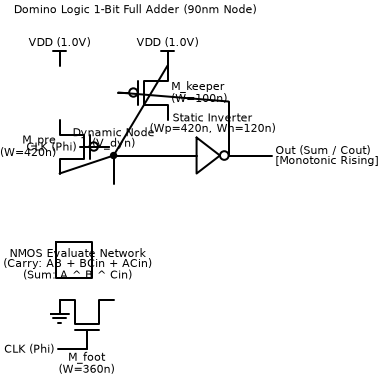 Domino Logic 1-Bit Full Adder (90nm Node)
VDD (1.0V)
VDD (1.0V)
M_keeper
(W=100n)
Static Inverter
(Wp=420n, Wn=120n)
M_pre
(W=420n)
CLK (Phi)
Dynamic Node
(V_dyn)
Out (Sum / Cout)
[Monotonic Rising]
NMOS Evaluate Network
(Carry: AB + BCin + ACin)
(Sum: A ^ B ^ Cin)
CLK (Phi)
M_foot
(W=360n)